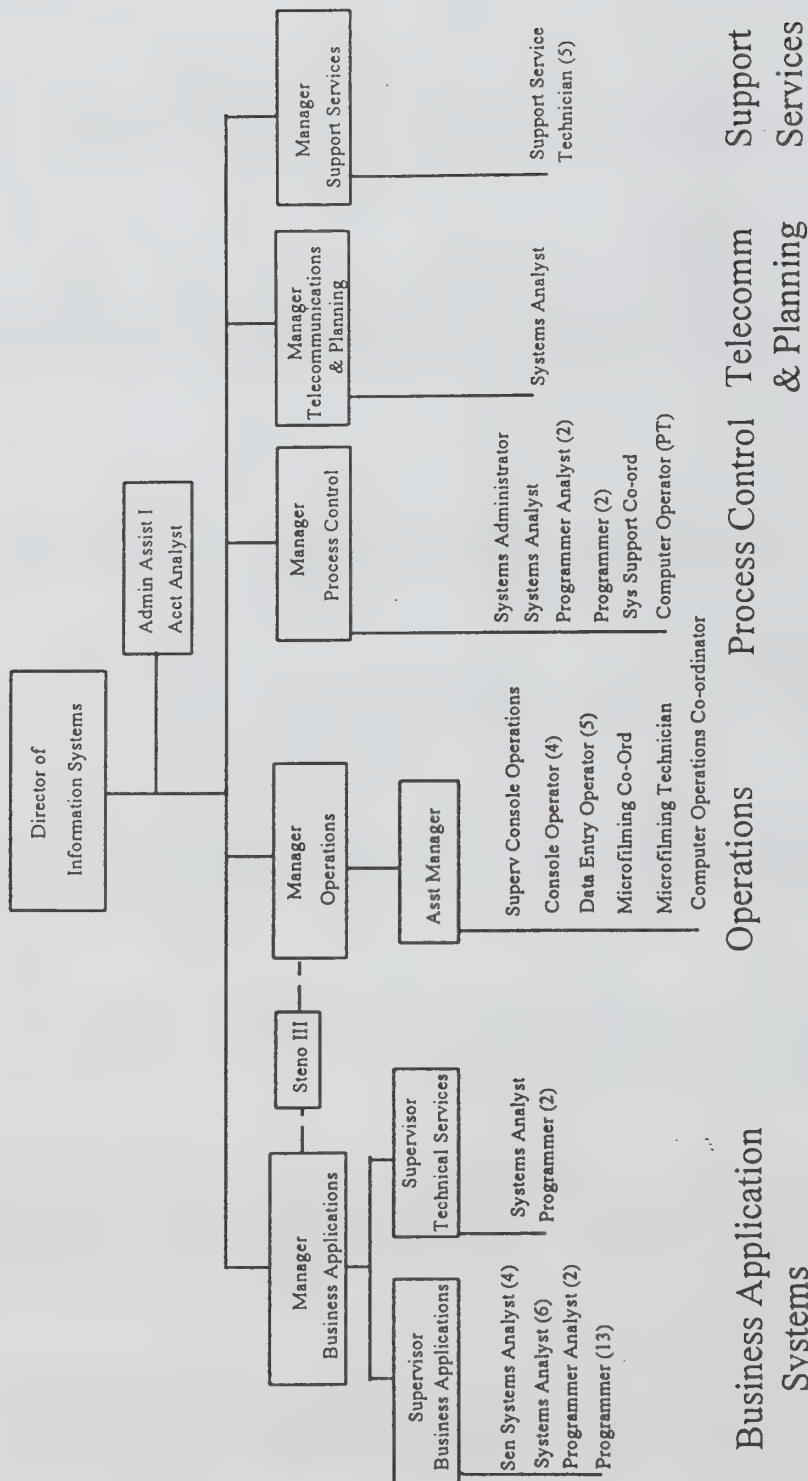 Director of
Information Systems
Admin Assist I
Acct Analyst
Manager
Business Applications
Steno III
Manager
Operations
Manager
Process Control
Manager
Telecommunications
& Planning
Manager
Support Services
Supervisor
Business Applications
Sen Systems Analyst (4)
Systems Analyst (6)
Programmer Analyst (2)
Programmer (13)
Supervisor
Technical Services
Systems Analyst
Programmer (2)
Asst Manager
Superv Console Operations
Console Operator (4)
Data Entry Operator (5)
Microfilming Co-Ord
Microfilming Technician
Computer Operations Co-ordinator
Systems Administrator
Systems Analyst
Programmer Analyst (2)
Programmer (2)
Sys Support Co-ord
Computer Operator (PT)
Systems Analyst
Support Service
Technician (5)
Business Application
Systems
Operations
Process Control
Telecomm
& Planning
Support
Services